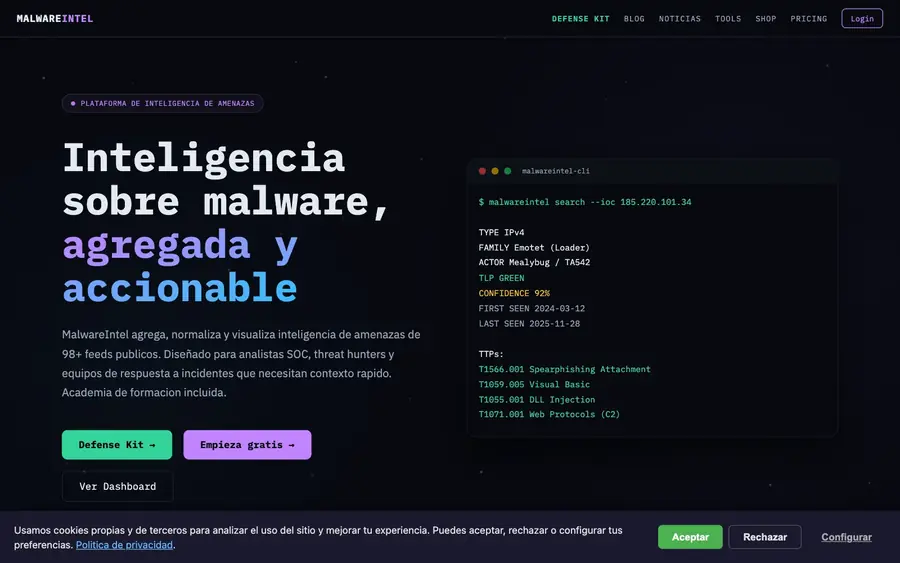 MALWAREINTEL
DEFENSE KIT
BLOG
NOTICIAS
TOOLS
SHOP
PRICING
Login
PLATAFORMA DE INTELIGENCIA DE AMENAZAS
Inteligencia
sobre malware,
agregada y
accionable
MalwareIntel agrega, normaliza y visualiza inteligencia de amenazas de
98+ feeds publicos. Diseñado para analistas SOC, threat hunters y
equipos de respuesta a incidentes que necesitan contexto rapido.
Academia de formacion incluida.
Defense Kit →
Empieza gratis →
Ver Dashboard
malwareintel-cli
$ malwareintel search --ioc 185.220.101.34
TYPE IPv4
FAMILY Emotet (Loader)
ACTOR Mealybug / TA542
TLP GREEN
CONFIDENCE 92%
FIRST SEEN 2024-03-12
LAST SEEN 2025-11-28
TTPs:
T1566.001 Spearphishing Attachment
T1059.005 Visual Basic
T1055.001 DLL Injection
T1071.001 Web Protocols (C2)
Usamos cookies propias y de terceros para analizar el uso del sitio y mejorar tu experiencia. Puedes aceptar, rechazar o configurar tus
preferencias. Politica de privacidad.
Aceptar
Rechazar
Configurar